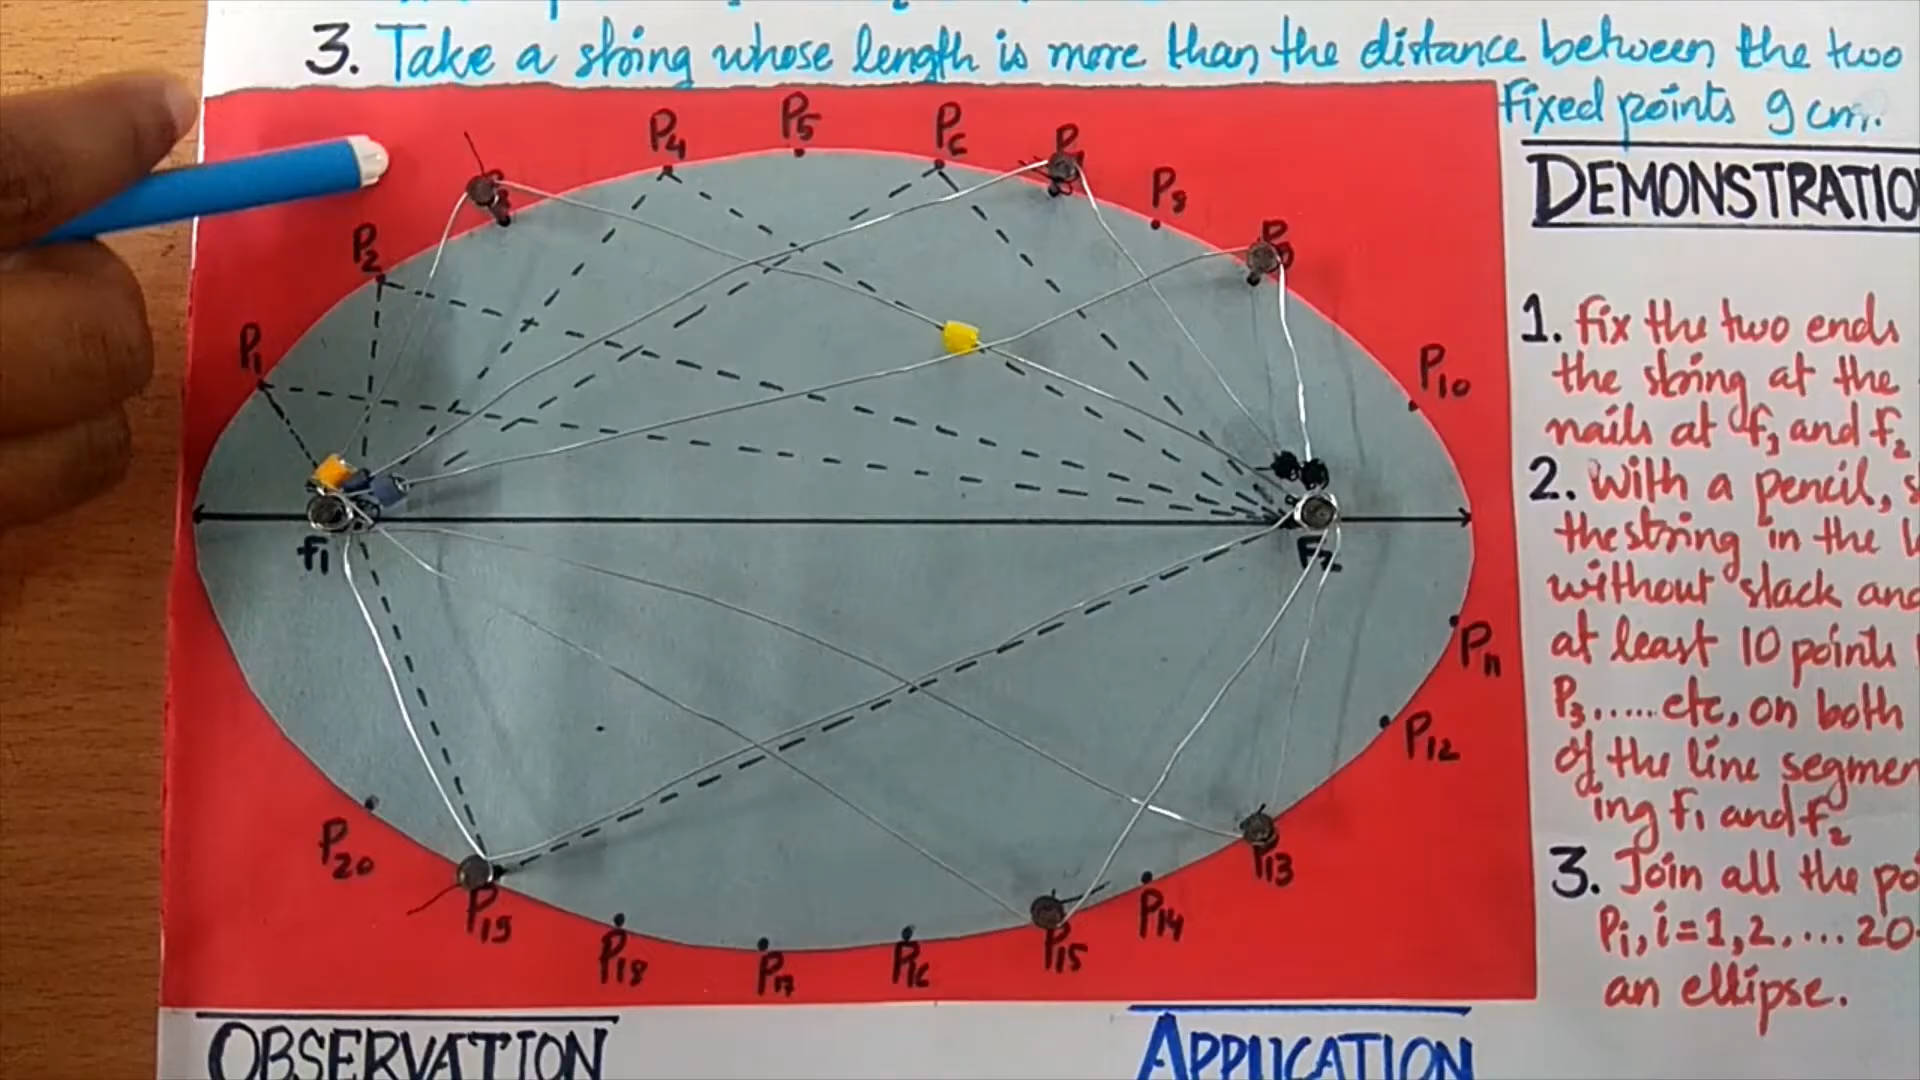 3. Take a string whose length is more than the distance between the two
Fixed points 9 cm.
P4 P5 P6
P8
P2
P1
P10
F1 F2
P11
P12
P13
P14
P15
P16
P17
P18
P19
P20
DEMONSTRATIO
1. Fix the two ends
the string at the
nails at F1 and F2
2. With a pencil, s
the string in the
without slack and
at least 10 points
P3......etc, on both
of the line segmen
ing F1 and F2
3. Join all the po
Pi, i=1,2,...20
an ellipse.
OBSERVATION
APPLICATION